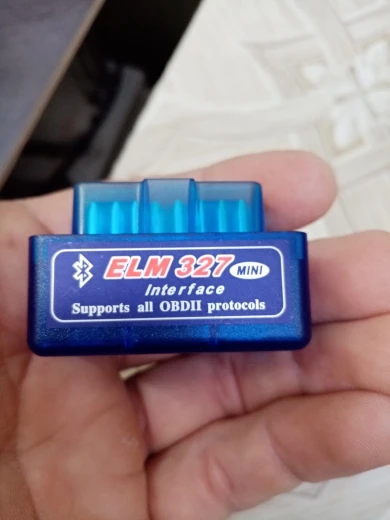 ELM 327 MINI
Interface
Supports all OBDII protocols